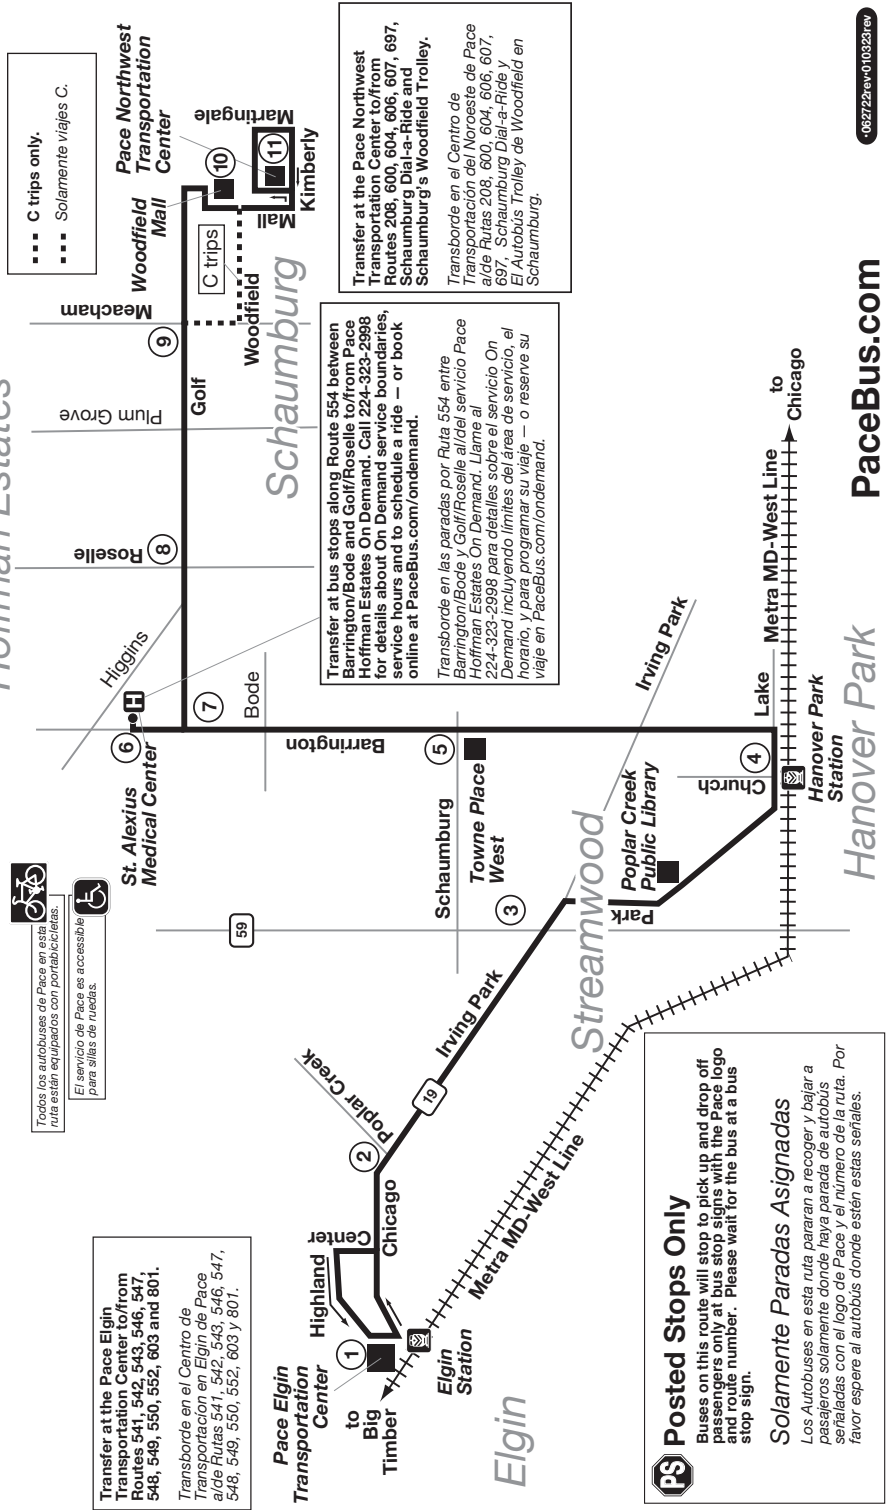 Transfer at the Pace Elgin
Transportation Center to/from
Routes 541, 542, 543, 546, 547,
548, 549, 550, 552, 603 and 801.
Transborde en el Centro de
Transportacion en Elgin de Pace
a/de Rutas 541, 542, 543, 546, 547,
548, 549, 550, 552, 603 y 801.
Todos los autobuses de Pace en esta
ruta están equipados con portabicicletas.
El servicio de Pace es accessible
para sillas de ruedas.
C trips only.
Solamente viajes C.
Hoffman Estates
St. Alexius
Medical Center
6
H
Higgins
7
Bode
Barrington
Roselle
8
Plum Grove
Golf
Meacham
9
Woodfield
C trips
Woodfield
Mall
Pace Northwest
Transportation
Center
10
11
Martingale
Mall
Kimberly
Schaumburg
Transfer at bus stops along Route 554 between
Barrington/Bode and Golf/Roselle to/from Pace
Hoffman Estates On Demand. Call 224-323-2998
for details about On Demand service boundaries,
service hours and to schedule a ride — or book
online at PaceBus.com/ondemand.
Transborde en las paradas por Ruta 554 entre
Barrington/Bode y Golf/Roselle al/del servicio Pace
Hoffman Estates On Demand. Llame al
224-323-2998 para detalles sobre el servicio On
Demand incluyendo límites del área de servicio, el
horario, y para programar su viaje — o reserve su
viaje en PaceBus.com/ondemand.
Transfer at the Pace Northwest
Transportation Center to/from
Routes 208, 600, 604, 606, 607, 697,
Schaumburg Dial-a-Ride and
Schaumburg's Woodfield Trolley.
Transborde en el Centro de
Transportación del Noroeste de Pace
a/de Rutas 208, 600, 604, 606, 607,
697, Schaumburg Dial-a-Ride y
El Autobús Trolley de Woodfield en
Schaumburg.
Pace Elgin
Transportation
Center
1
Highland
Center
Chicago
2
Poplar Creek
19
Irving Park
59
3
Schaumburg
5
Towne Place
West
Streamwood
Park
Poplar Creek
Public Library
Irving Park
Church
4
Lake
Hanover Park
Station
Hanover Park
Metra MD-West Line
to
Chicago
to
Big
Timber
Elgin
Station
Metra MD-West Line
Elgin
PS
Posted Stops Only
Buses on this route will stop to pick up and drop off
passengers only at bus stop signs with the Pace logo
and route number. Please wait for the bus at a bus
stop sign.
Solamente Paradas Asignadas
Los Autobuses en esta ruta pararan a recoger y bajar a
pasajeros solamente donde haya parada de autobús
señaladas con el logo de Pace y el número de la ruta. Por
favor espere al autobús donde estén estas señales.
PaceBus.com
•062722rev•010323rev